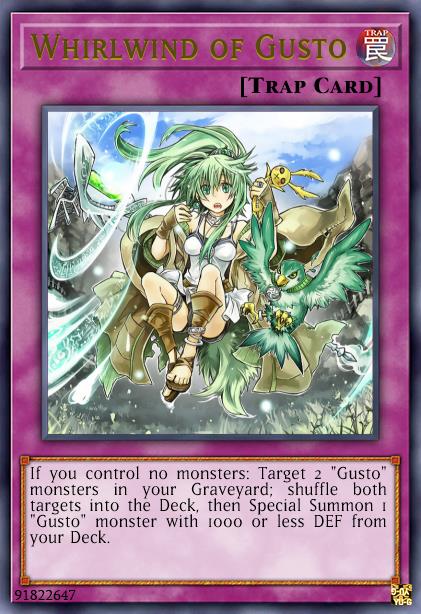 Whirlwind of Gusto
TRAP
罠
[Trap Card]
If you control no monsters: Target 2 "Gusto"
monsters in your Graveyard; shuffle both
targets into the Deck, then Special Summon 1
"Gusto" monster with 1000 or less DEF from
your Deck.
91822647